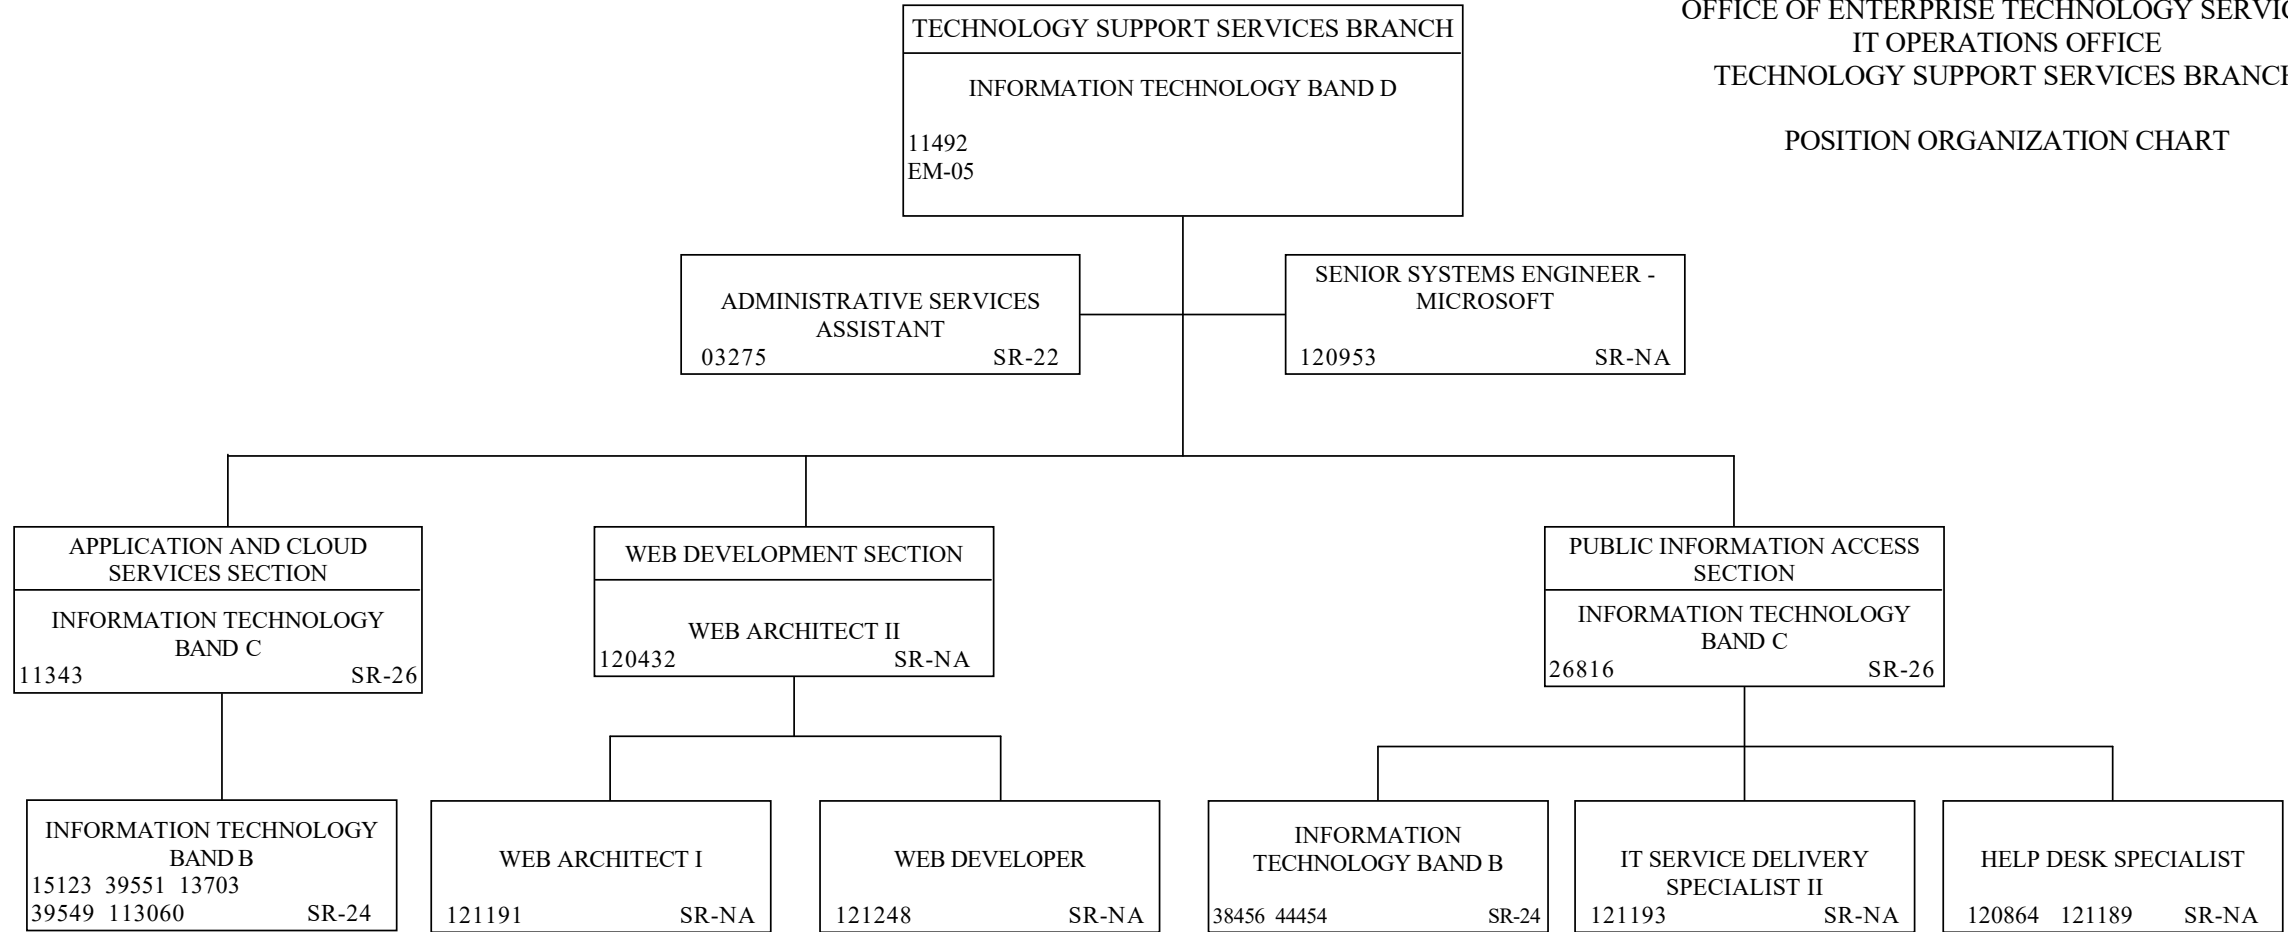 OFFICE OF ENTERPRISE TECHNOLOGY
IT OPERATIONS OFFICE
TECHNOLOGY SUPPORT SERVICES
POSITION ORGANIZATION CHART
TECHNOLOGY SUPPORT SERVICES BRANCH
INFORMATION TECHNOLOGY BAND D
11492
EM-05
ADMINISTRATIVE SERVICES
ASSISTANT
03275 SR-22
SENIOR SYSTEMS ENGINEER -
MICROSOFT
120953 SR-NA
APPLICATION AND CLOUD
SERVICES SECTION
INFORMATION TECHNOLOGY
BAND C
11343 SR-26
WEB DEVELOPMENT SECTION
WEB ARCHITECT II
120432 SR-NA
PUBLIC INFORMATION ACCESS
SECTION
INFORMATION TECHNOLOGY
BAND C
26816 SR-26
INFORMATION TECHNOLOGY
BAND B
15123 39551 13703
39549 113060 SR-24
WEB ARCHITECT I
121191 SR-NA
WEB DEVELOPER
121248 SR-NA
INFORMATION
TECHNOLOGY BAND B
38456 44454 SR-24
IT SERVICE DELIVERY
SPECIALIST II
121193 SR-NA
HELP DESK SPECIALIST
120864 121189 SR-NA